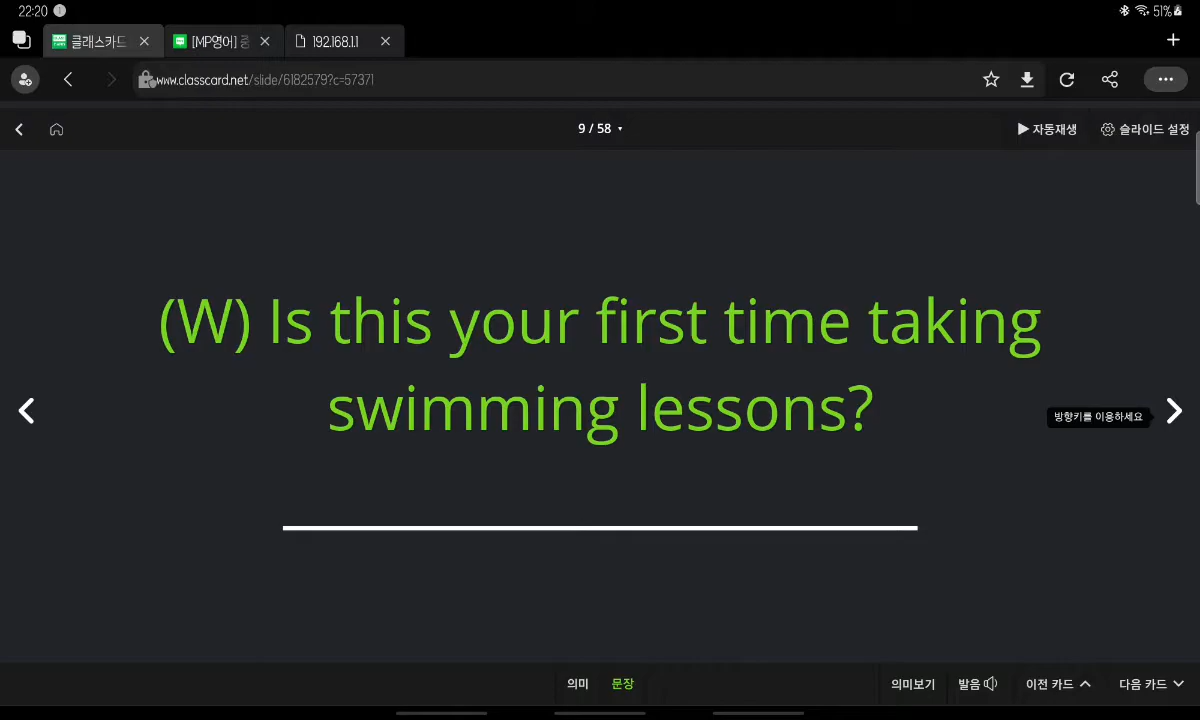 22:20
51%
클래스카드
[MP영어] 중
192.168.1.1
www.classcard.net/slide/6182579?c=57371
9 / 58
자동재생
슬라이드 설정
(W) Is this your first time taking
swimming lessons?
방향키를 이용하세요
의미
문장
의미보기
발음
이전 카드
다음 카드